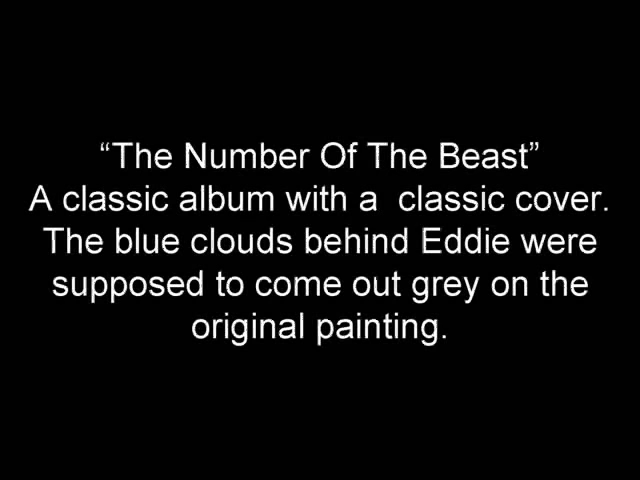 “The Number Of The Beast”
A classic album with a  classic cover.
The blue clouds behind Eddie were
supposed to come out grey on the
original painting.